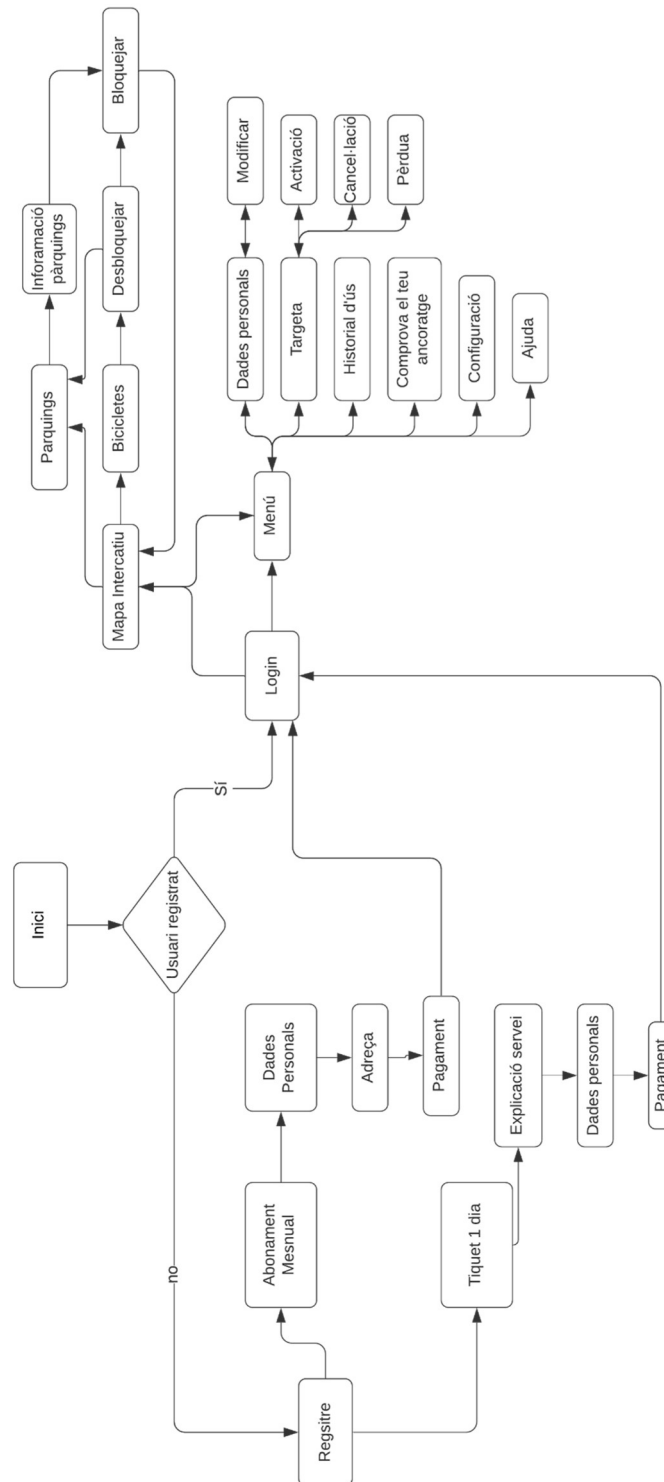 Inici
Usuari registrat
no
Sí
Regsitre
Abonament
Mesnual
Dades
Personals
Adreça
Pagament
Tiquet 1 dia
Explicació servei
Dades personals
Pagament
Login
Mapa Intercatiu
Parquings
Inforamació
pàrquings
Bicicletes
Desbloquejar
Bloquejar
Menú
Dades personals
Modificar
Targeta
Activació
Cancel·lació
Pèrdua
Historial d'ús
Comprova el teu
ancoratge
Configuració
Ajuda